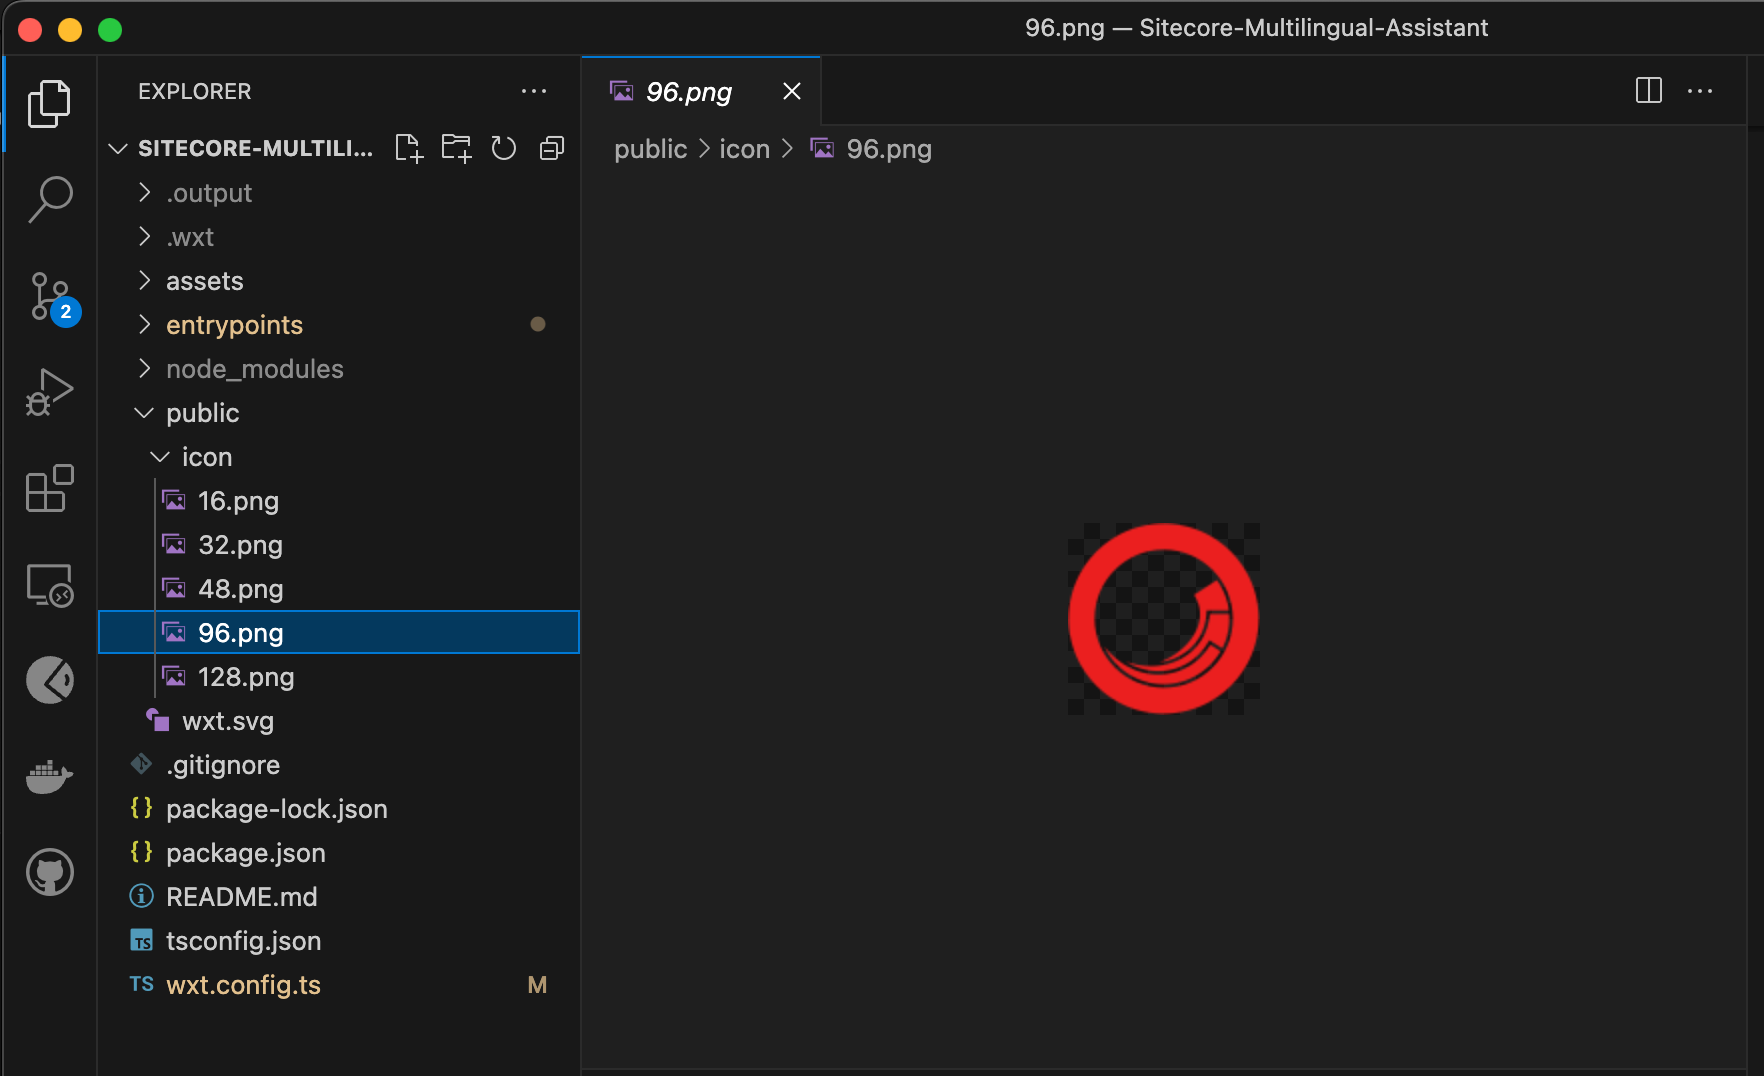 96.png — Sitecore-Multilingual-Assistant
EXPLORER
SITECORE-MULTILI...
.output
.wxt
assets
entrypoints
node_modules
public
icon
16.png
32.png
48.png
96.png
128.png
wxt.svg
.gitignore
{} package-lock.json
{} package.json
README.md
TS tsconfig.json
TS wxt.config.ts M
2
96.png
public > icon > 96.png